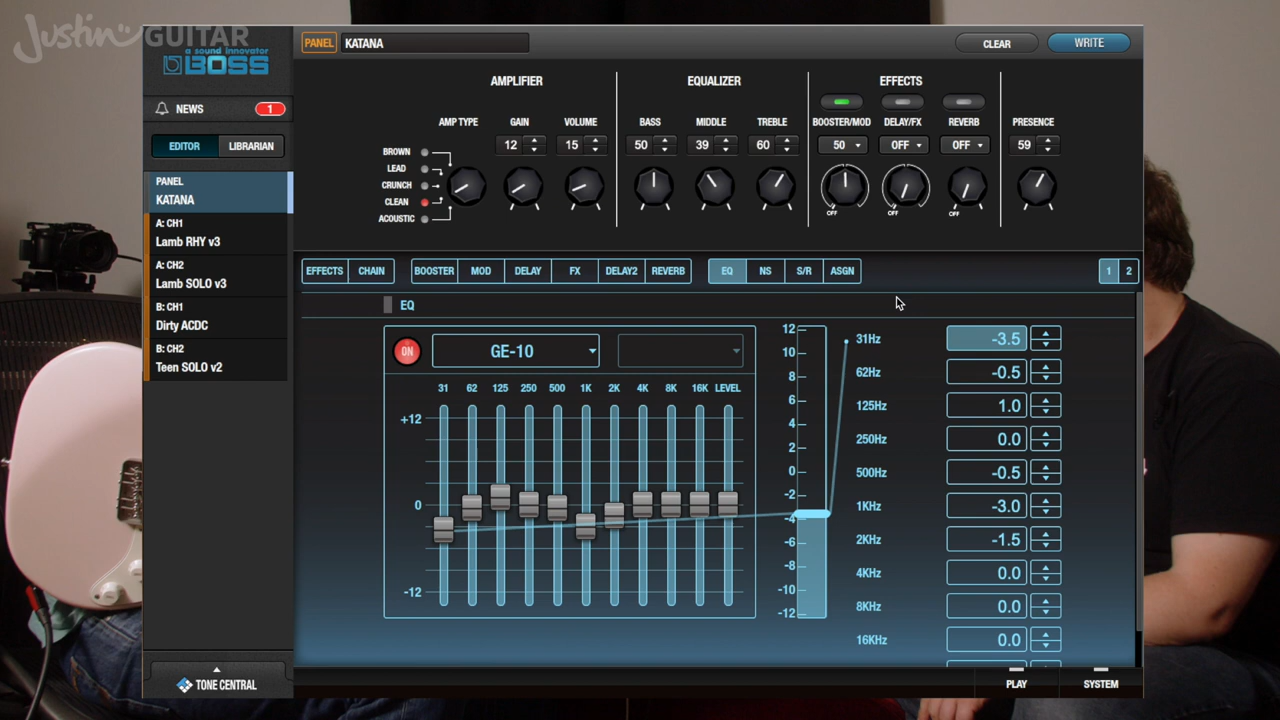 JustinGUITAR
a sound innovator
BOSS
NEWS
1
EDITOR
LIBRARIAN
PANEL
KATANA
A: CH1
Lamb RHY v3
A: CH2
Lamb SOLO v3
B: CH1
Dirty ACDC
B: CH2
Teen SOLO v2
TONE CENTRAL
PANEL
KATANA
CLEAR
WRITE
AMPLIFIER
EQUALIZER
EFFECTS
AMP TYPE
GAIN
VOLUME
BASS
MIDDLE
TREBLE
BOOSTER/MOD
DELAY/FX
REVERB
PRESENCE
12
15
50
39
60
50
OFF
OFF
59
BROWN
LEAD
CRUNCH
CLEAN
ACOUSTIC
OFF
OFF
OFF
EFFECTS
CHAIN
BOOSTER
MOD
DELAY
FX
DELAY2
REVERB
EQ
NS
S/R
ASGN
1
2
EQ
ON
GE-10
31 62 125 250 500 1K 2K 4K 8K 16K LEVEL
+12
0
-12
12
10
8
6
4
2
0
-2
-4
-6
-8
-10
-12
31Hz -3.5
62Hz -0.5
125Hz 1.0
250Hz 0.0
500Hz -0.5
1KHz -3.0
2KHz -1.5
4KHz 0.0
8KHz 0.0
16KHz 0.0
PLAY
SYSTEM